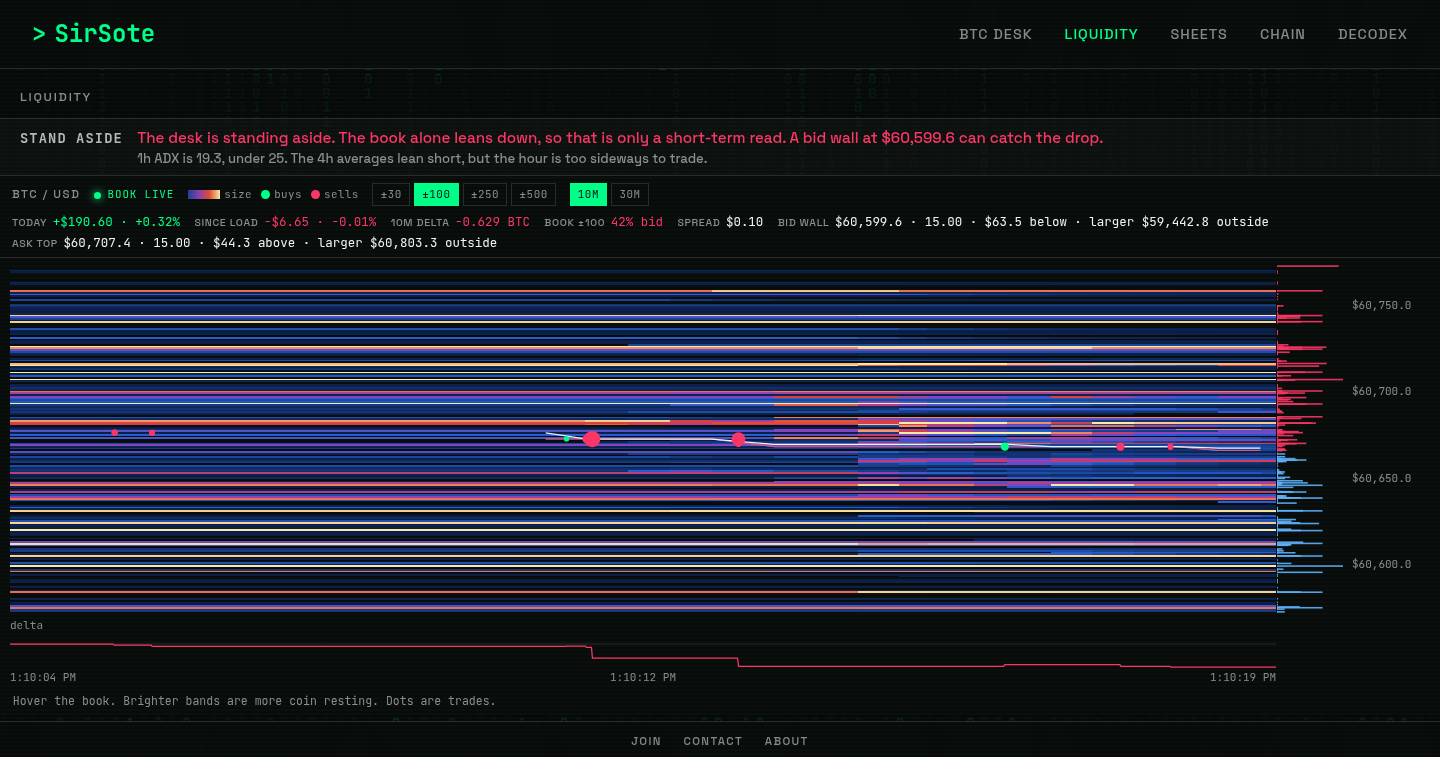 > SirSote
BTC DESK LIQUIDITY SHEETS CHAIN DECODEX
LIQUIDITY
STAND ASIDE The desk is standing aside. The book alone leans down, so that is only a short-term read. A bid wall at $60,599.6 can catch the drop.
1h ADX is 19.3, under 25. The 4h averages lean short, but the hour is too sideways to trade.
BTC / USD BOOK LIVE size buys sells ±30 ±100 ±250 ±500 10M 30M
TODAY +$190.60 · +0.32% SINCE LOAD -$6.65 · -0.01% 10M DELTA -0.629 BTC BOOK ±100 42% bid SPREAD $0.10 BID WALL $60,599.6 · 15.00 · $63.5 below · larger $59,442.8 outside
ASK TOP $60,707.4 · 15.00 · $44.3 above · larger $60,803.3 outside
$60,750.0
$60,700.0
$60,650.0
$60,600.0
delta
1:10:04 PM 1:10:12 PM 1:10:19 PM
Hover the book. Brighter bands are more coin resting. Dots are trades.
JOIN CONTACT ABOUT